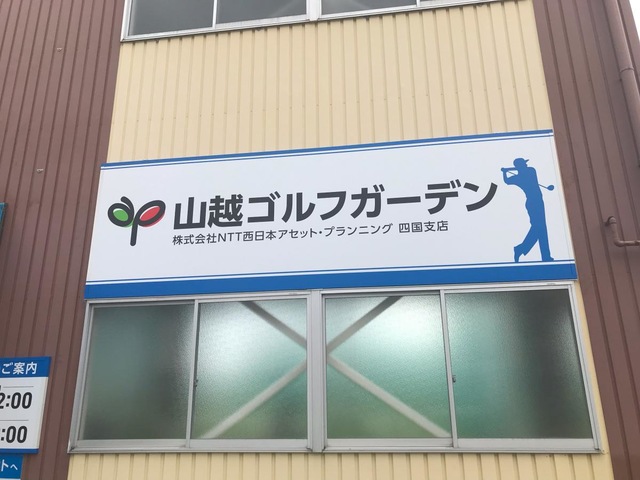 山越ゴルフガーデン
株式会社NTT西日本アセット・プランニング 四国支店
ご案内
2:00
:00
トへ